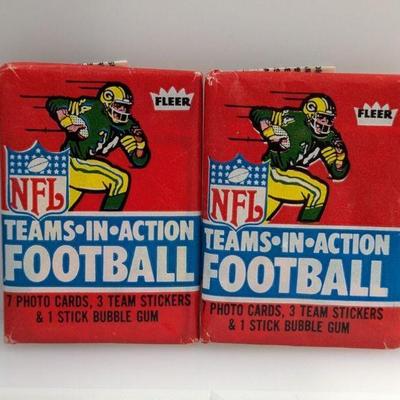 FLEER
NFL
TEAMS•IN•ACTION
FOOTBALL
7 PHOTO CARDS, 3 TEAM STICKERS
& 1 STICK BUBBLE GUM
FLEER
NFL
TEAMS•IN•ACTION
FOOTBALL
PHOTO CARDS, 3 TEAM STICKERS
& 1 STICK BUBBLE GUM